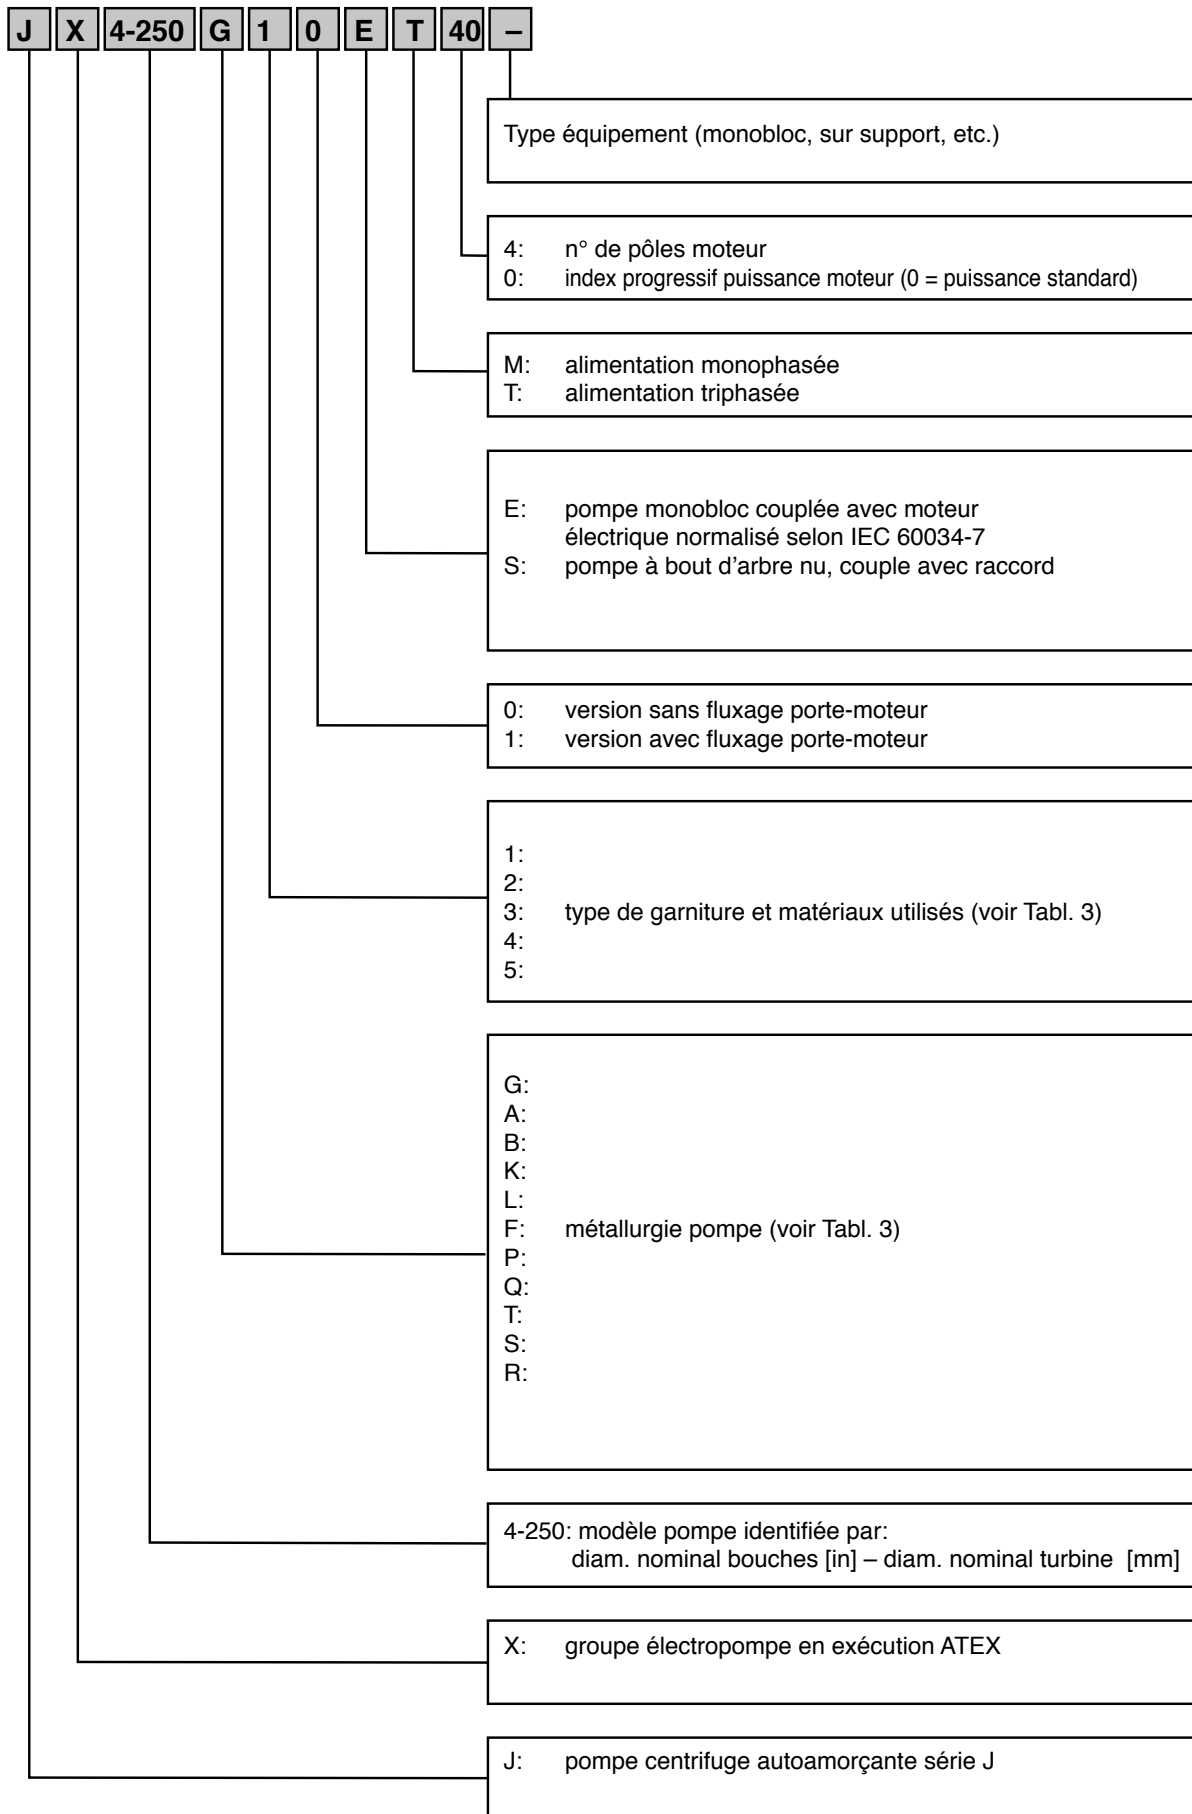 J X 4-250 G 1 0 E T 40 –
Type équipement (monobloc, sur support, etc.)
4: n° de pôles moteur
0: index progressif puissance moteur (0 = puissance standard)
M: alimentation monophasée
T: alimentation triphasée
E: pompe monobloc couplée avec moteur
électrique normalisé selon IEC 60034-7
S: pompe à bout d'arbre nu, couple avec raccord
0: version sans fluxage porte-moteur
1: version avec fluxage porte-moteur
1:
2:
3: type de garniture et matériaux utilisés (voir Tabl. 3)
4:
5:
G:
A:
B:
K:
L:
F: métallurgie pompe (voir Tabl. 3)
P:
Q:
T:
S:
R:
4-250: modèle pompe identifiée par:
diam. nominal bouches [in] – diam. nominal turbine [mm]
X: groupe électropompe en exécution ATEX
J: pompe centrifuge autoamorçante série J